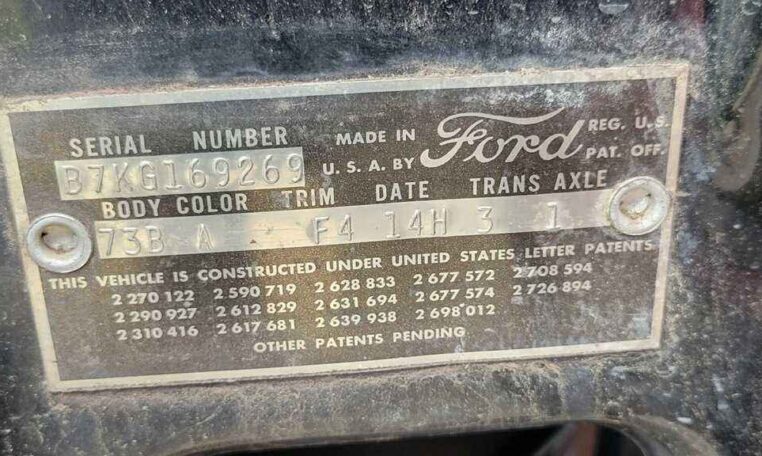 SERIAL NUMBER MADE IN Ford REG. U.S.
B7KG169269 U. S. A. BY PAT. OFF.
BODY COLOR TRIM DATE TRANS AXLE
73B A F4 14H 3 1
THIS VEHICLE IS CONSTRUCTED UNDER UNITED STATES LETTER PATENTS
2 270 122 2 590 719 2 628 833 2 677 572 2 708 594
2 290 927 2 612 829 2 631 694 2 677 574 2 726 894
2 310 416 2 617 681 2 639 938 2 698 012
OTHER PATENTS PENDING